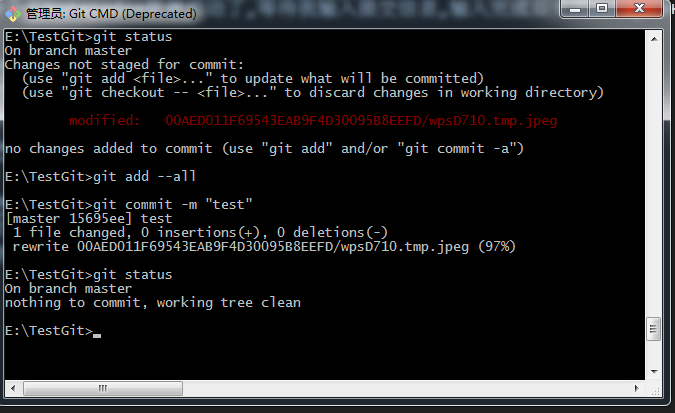 管理员: Git CMD (Deprecated)
E:\TestGit>git status
On branch master
Changes not staged for commit:
  (use "git add <file>..." to update what will be committed)
  (use "git checkout -- <file>..." to discard changes in working directory)
        modified:   00AED011F69543EAB9F4D30095B8EEFD/wpsD710.tmp.jpeg
no changes added to commit (use "git add" and/or "git commit -a")
E:\TestGit>git add --all
E:\TestGit>git commit -m "test"
[master 15695ee] test
 1 file changed, 0 insertions(+), 0 deletions(-)
 rewrite 00AED011F69543EAB9F4D30095B8EEFD/wpsD710.tmp.jpeg (97%)
E:\TestGit>git status
On branch master
nothing to commit, working tree clean
E:\TestGit>